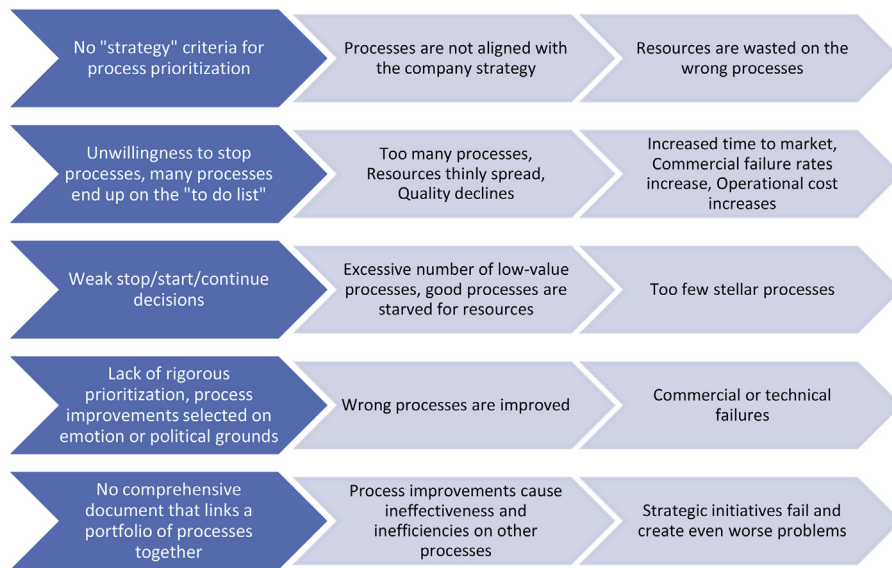 No "strategy" criteria for
process prioritization
Processes are not aligned with
the company strategy
Resources are wasted on the
wrong processes
Unwillingness to stop
processes, many processes
end up on the "to do list"
Too many processes,
Resources thinly spread,
Quality declines
Increased time to market,
Commercial failure rates
increase, Operational cost
increases
Weak stop/start/continue
decisions
Excessive number of low-value
processes, good processes are
starved for resources
Too few stellar processes
Lack of rigorous
prioritization, process
improvements selected on
emotion or political grounds
Wrong processes are improved
Commercial or technical
failures
No comprehensive
document that links a
portfolio of processes
together
Process improvements cause
ineffectiveness and
inefficiencies on other
processes
Strategic initiatives fail and
create even worse problems